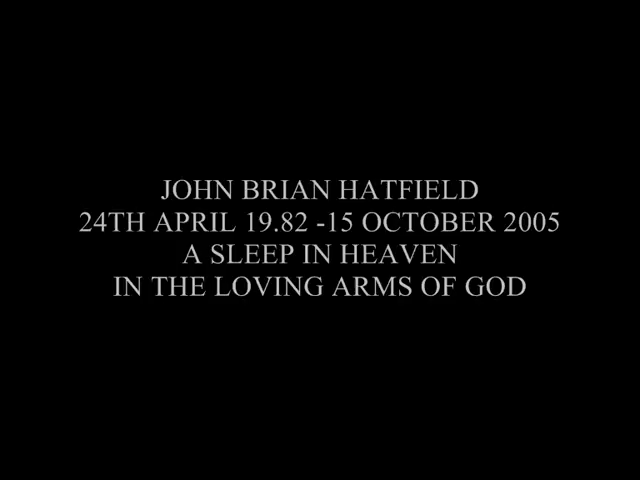 JOHN BRIAN HATFIELD
24TH APRIL 19.82 -15 OCTOBER 2005
A SLEEP IN HEAVEN
IN THE LOVING ARMS OF GOD